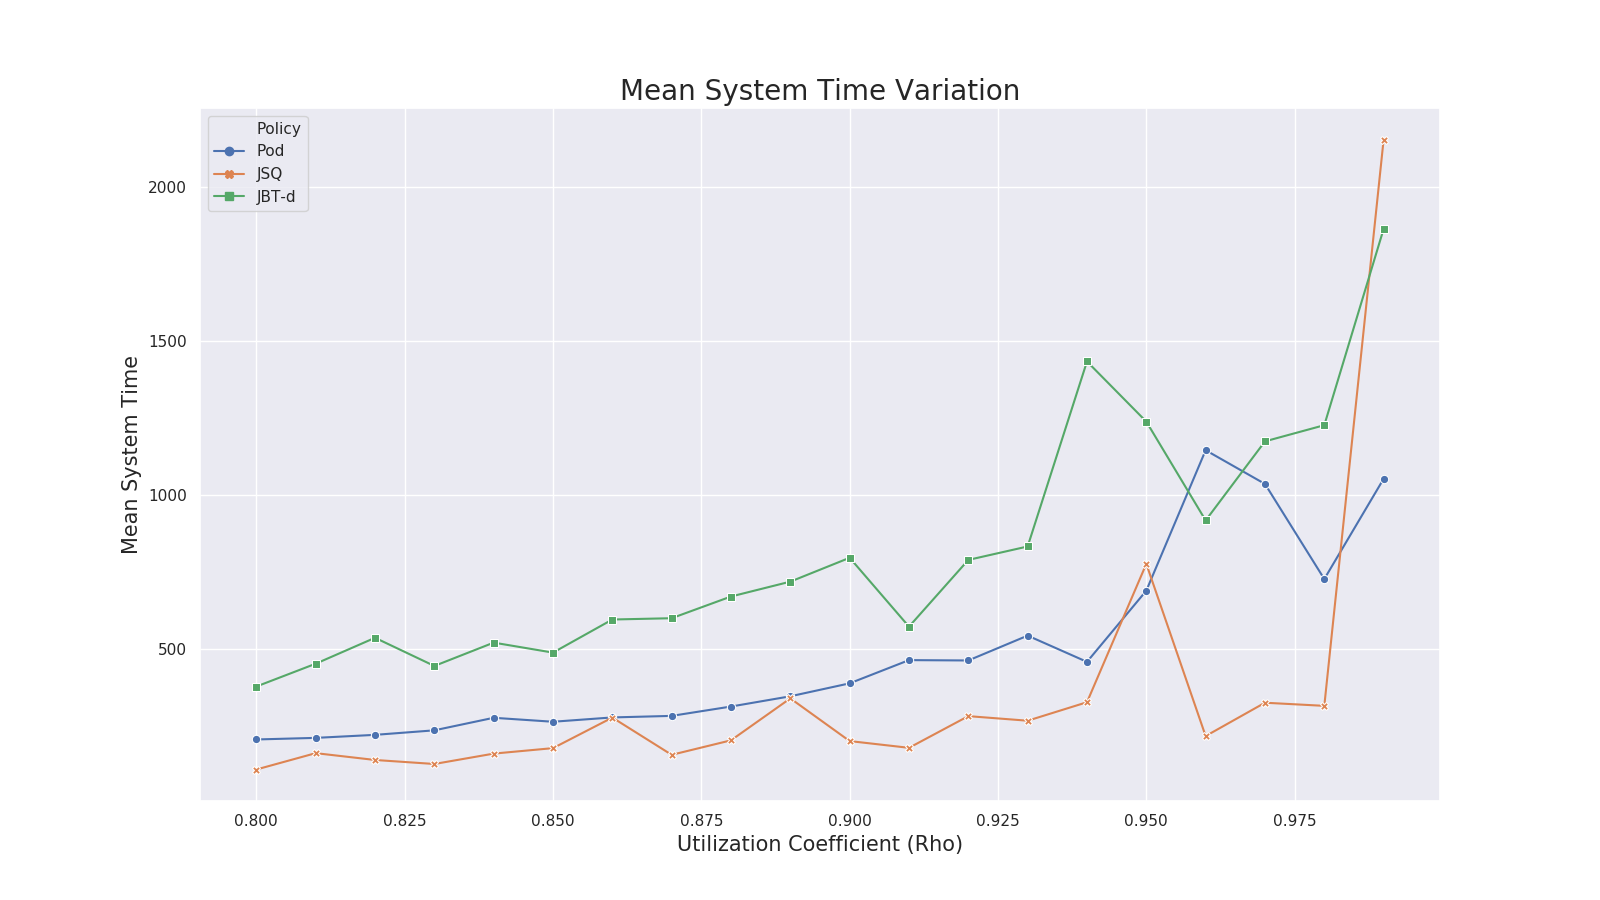 Mean System Time Variation
Policy
Pod
JSQ
JBT-d
2000
1500
1000
500
Mean System Time
0.800 0.825 0.850 0.875 0.900 0.925 0.950 0.975
Utilization Coefficient (Rho)